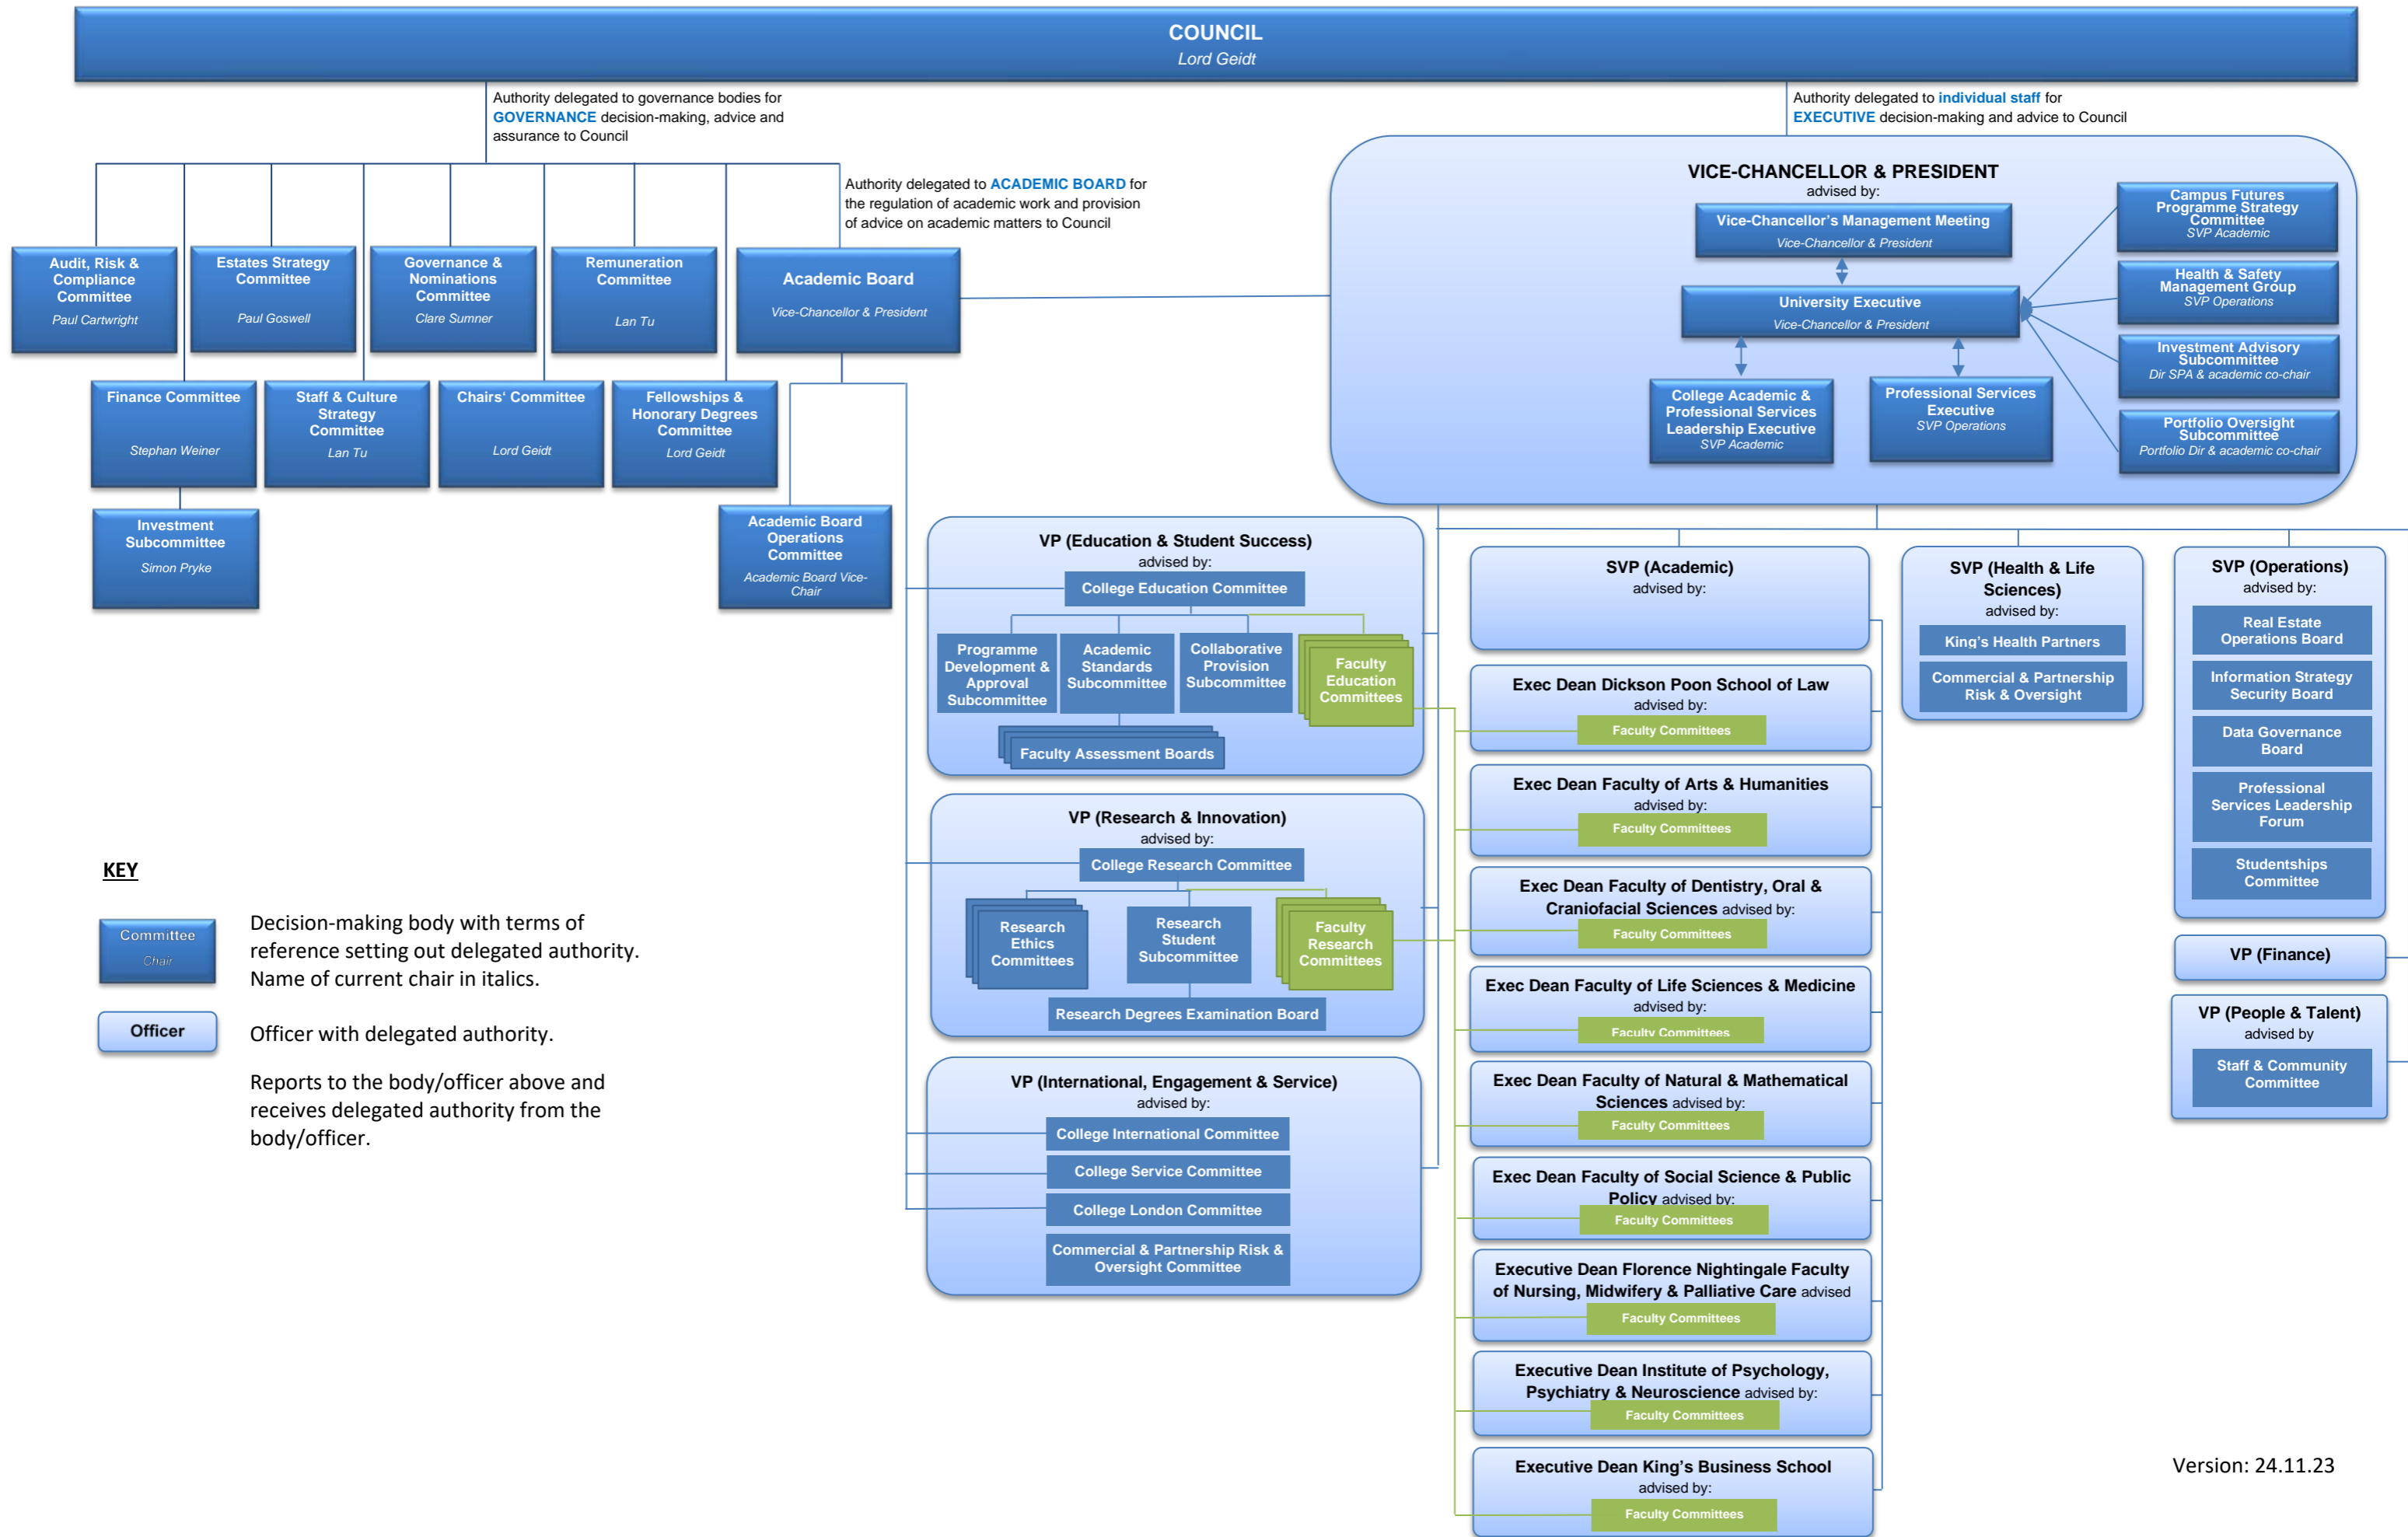 COUNCIL
Lord Geidt
Authority delegated to governance bodies for
GOVERNANCE decision-making, advice and
assurance to Council
Authority delegated to individual staff for
EXECUTIVE decision-making and advice to Council
Authority delegated to ACADEMIC BOARD for
the regulation of academic work and provision
of advice on academic matters to Council
Audit, Risk &
Compliance
Committee
Paul Cartwright
Estates Strategy
Committee
Paul Goswell
Governance &
Nominations
Committee
Clare Sumner
Remuneration
Committee
Lan Tu
Academic Board
Vice-Chancellor & President
Finance Committee
Stephan Weiner
Staff & Culture
Strategy
Committee
Lan Tu
Chairs' Committee
Lord Geidt
Fellowships &
Honorary Degrees
Committee
Lord Geidt
Investment
Subcommittee
Simon Pryke
Academic Board
Operations
Committee
Academic Board Vice-
Chair
VICE-CHANCELLOR & PRESIDENT
advised by:
Vice-Chancellor's Management Meeting
Vice-Chancellor & President
University Executive
Vice-Chancellor & President
College Academic &
Professional Services
Leadership Executive
SVP Academic
Professional Services
Executive
SVP Operations
Campus Futures
Programme Strategy
Committee
SVP Academic
Health & Safety
Management Group
SVP Operations
Investment Advisory
Subcommittee
Dir SPA & academic co-chair
Portfolio Oversight
Subcommittee
Portfolio Dir & academic co-chair
VP (Education & Student Success)
advised by:
College Education Committee
Programme
Development &
Approval
Subcommittee
Academic
Standards
Subcommittee
Collaborative
Provision
Subcommittee
Faculty
Education
Committees
Faculty Assessment Boards
VP (Research & Innovation)
advised by:
College Research Committee
Research
Ethics
Committees
Research
Student
Subcommittee
Faculty
Research
Committees
Research Degrees Examination Board
VP (International, Engagement & Service)
advised by:
College International Committee
College Service Committee
College London Committee
Commercial & Partnership Risk &
Oversight Committee
SVP (Academic)
advised by:
Exec Dean Dickson Poon School of Law
advised by:
Faculty Committees
Exec Dean Faculty of Arts & Humanities
advised by:
Faculty Committees
Exec Dean Faculty of Dentistry, Oral &
Craniofacial Sciences advised by:
Faculty Committees
Exec Dean Faculty of Life Sciences & Medicine
advised by:
Faculty Committees
Exec Dean Faculty of Natural & Mathematical
Sciences advised by:
Faculty Committees
Exec Dean Faculty of Social Science & Public
Policy advised by:
Faculty Committees
Executive Dean Florence Nightingale Faculty
of Nursing, Midwifery & Palliative Care advised
Faculty Committees
Executive Dean Institute of Psychology,
Psychiatry & Neuroscience advised by:
Faculty Committees
Executive Dean King's Business School
advised by:
Faculty Committees
SVP (Health & Life
Sciences)
advised by:
King's Health Partners
Commercial & Partnership
Risk & Oversight
SVP (Operations)
advised by:
Real Estate
Operations Board
Information Strategy
Security Board
Data Governance
Board
Professional
Services Leadership
Forum
Studentships
Committee
VP (Finance)
VP (People & Talent)
advised by
Staff & Community
Committee
KEY
Committee
Chair
Decision-making body with terms of
reference setting out delegated authority.
Name of current chair in italics.
Officer
Officer with delegated authority.
Reports to the body/officer above and
receives delegated authority from the
body/officer.
Version: 24.11.23